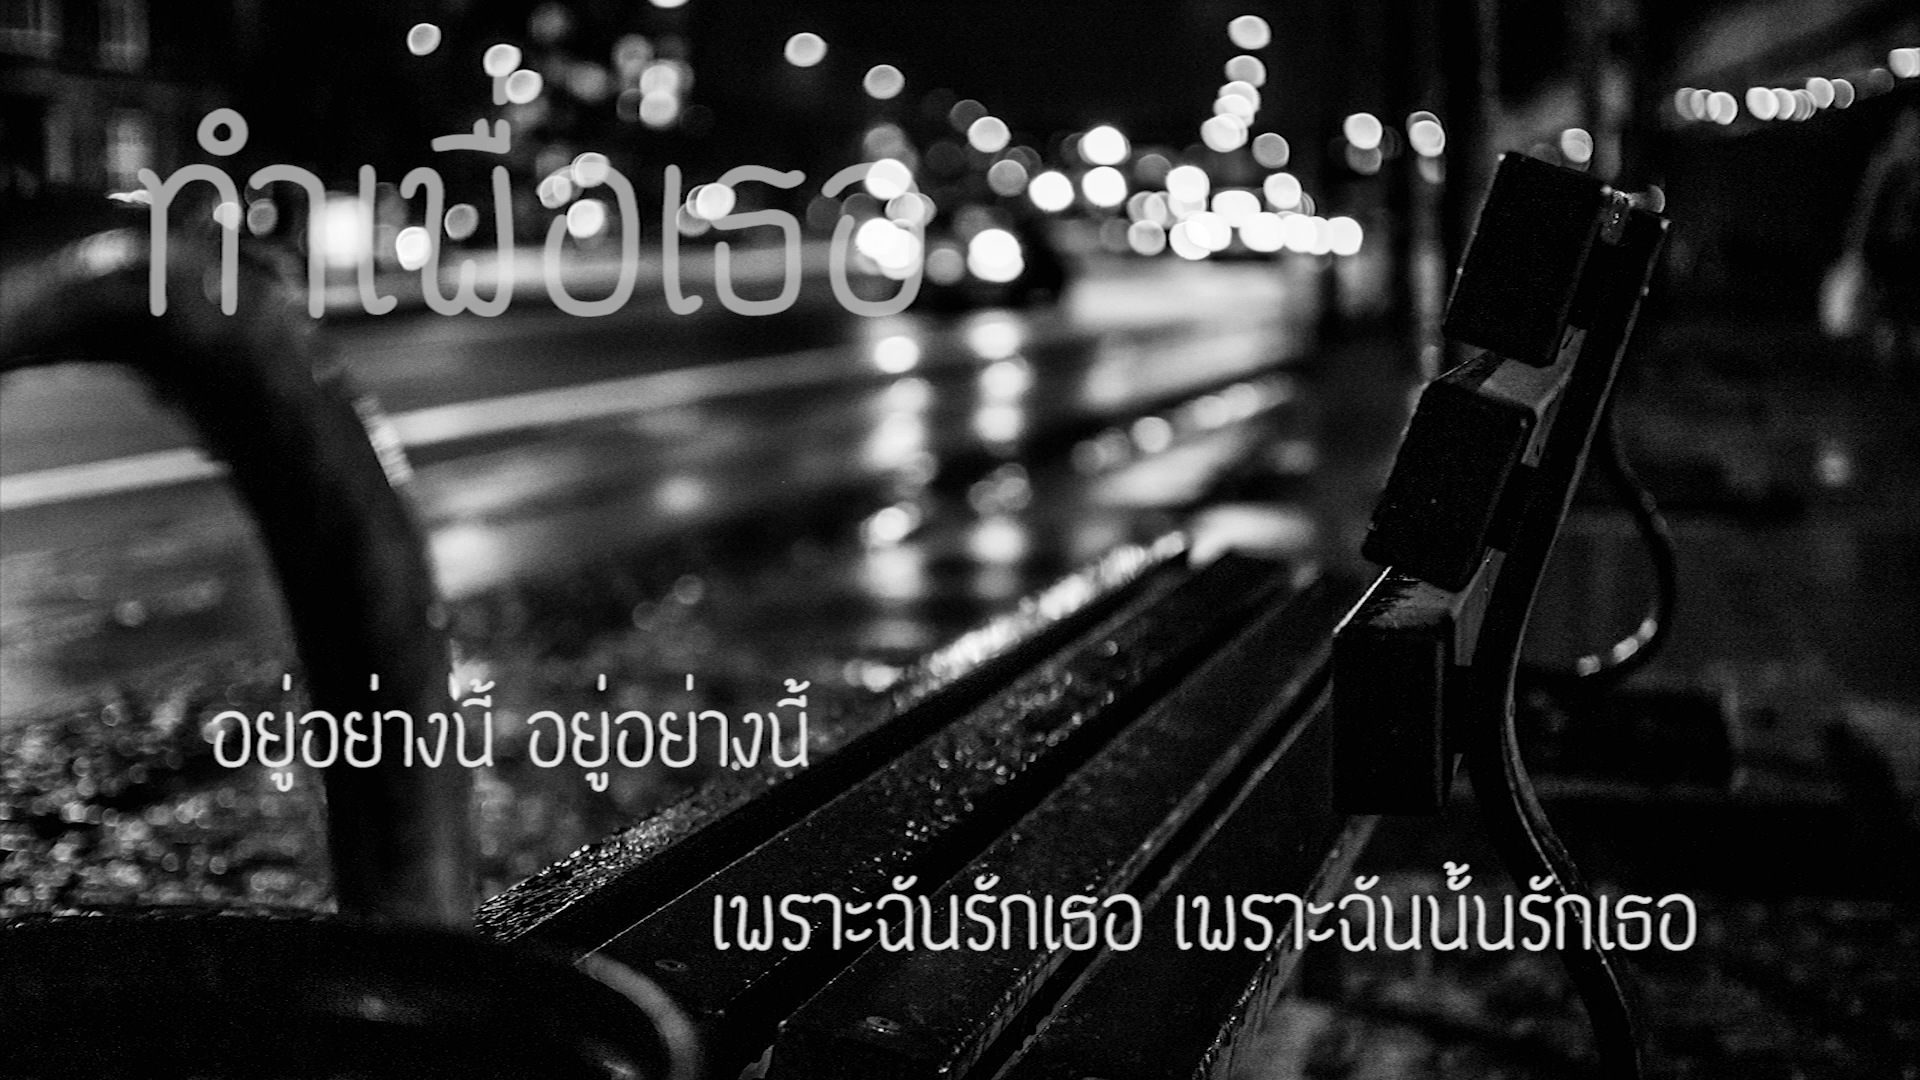 ทำเพื่อเธอ
อยู่อย่างนี้ อยู่อย่างนี้
เพราะฉันรักเธอ เพราะฉันนั้นรักเธอ